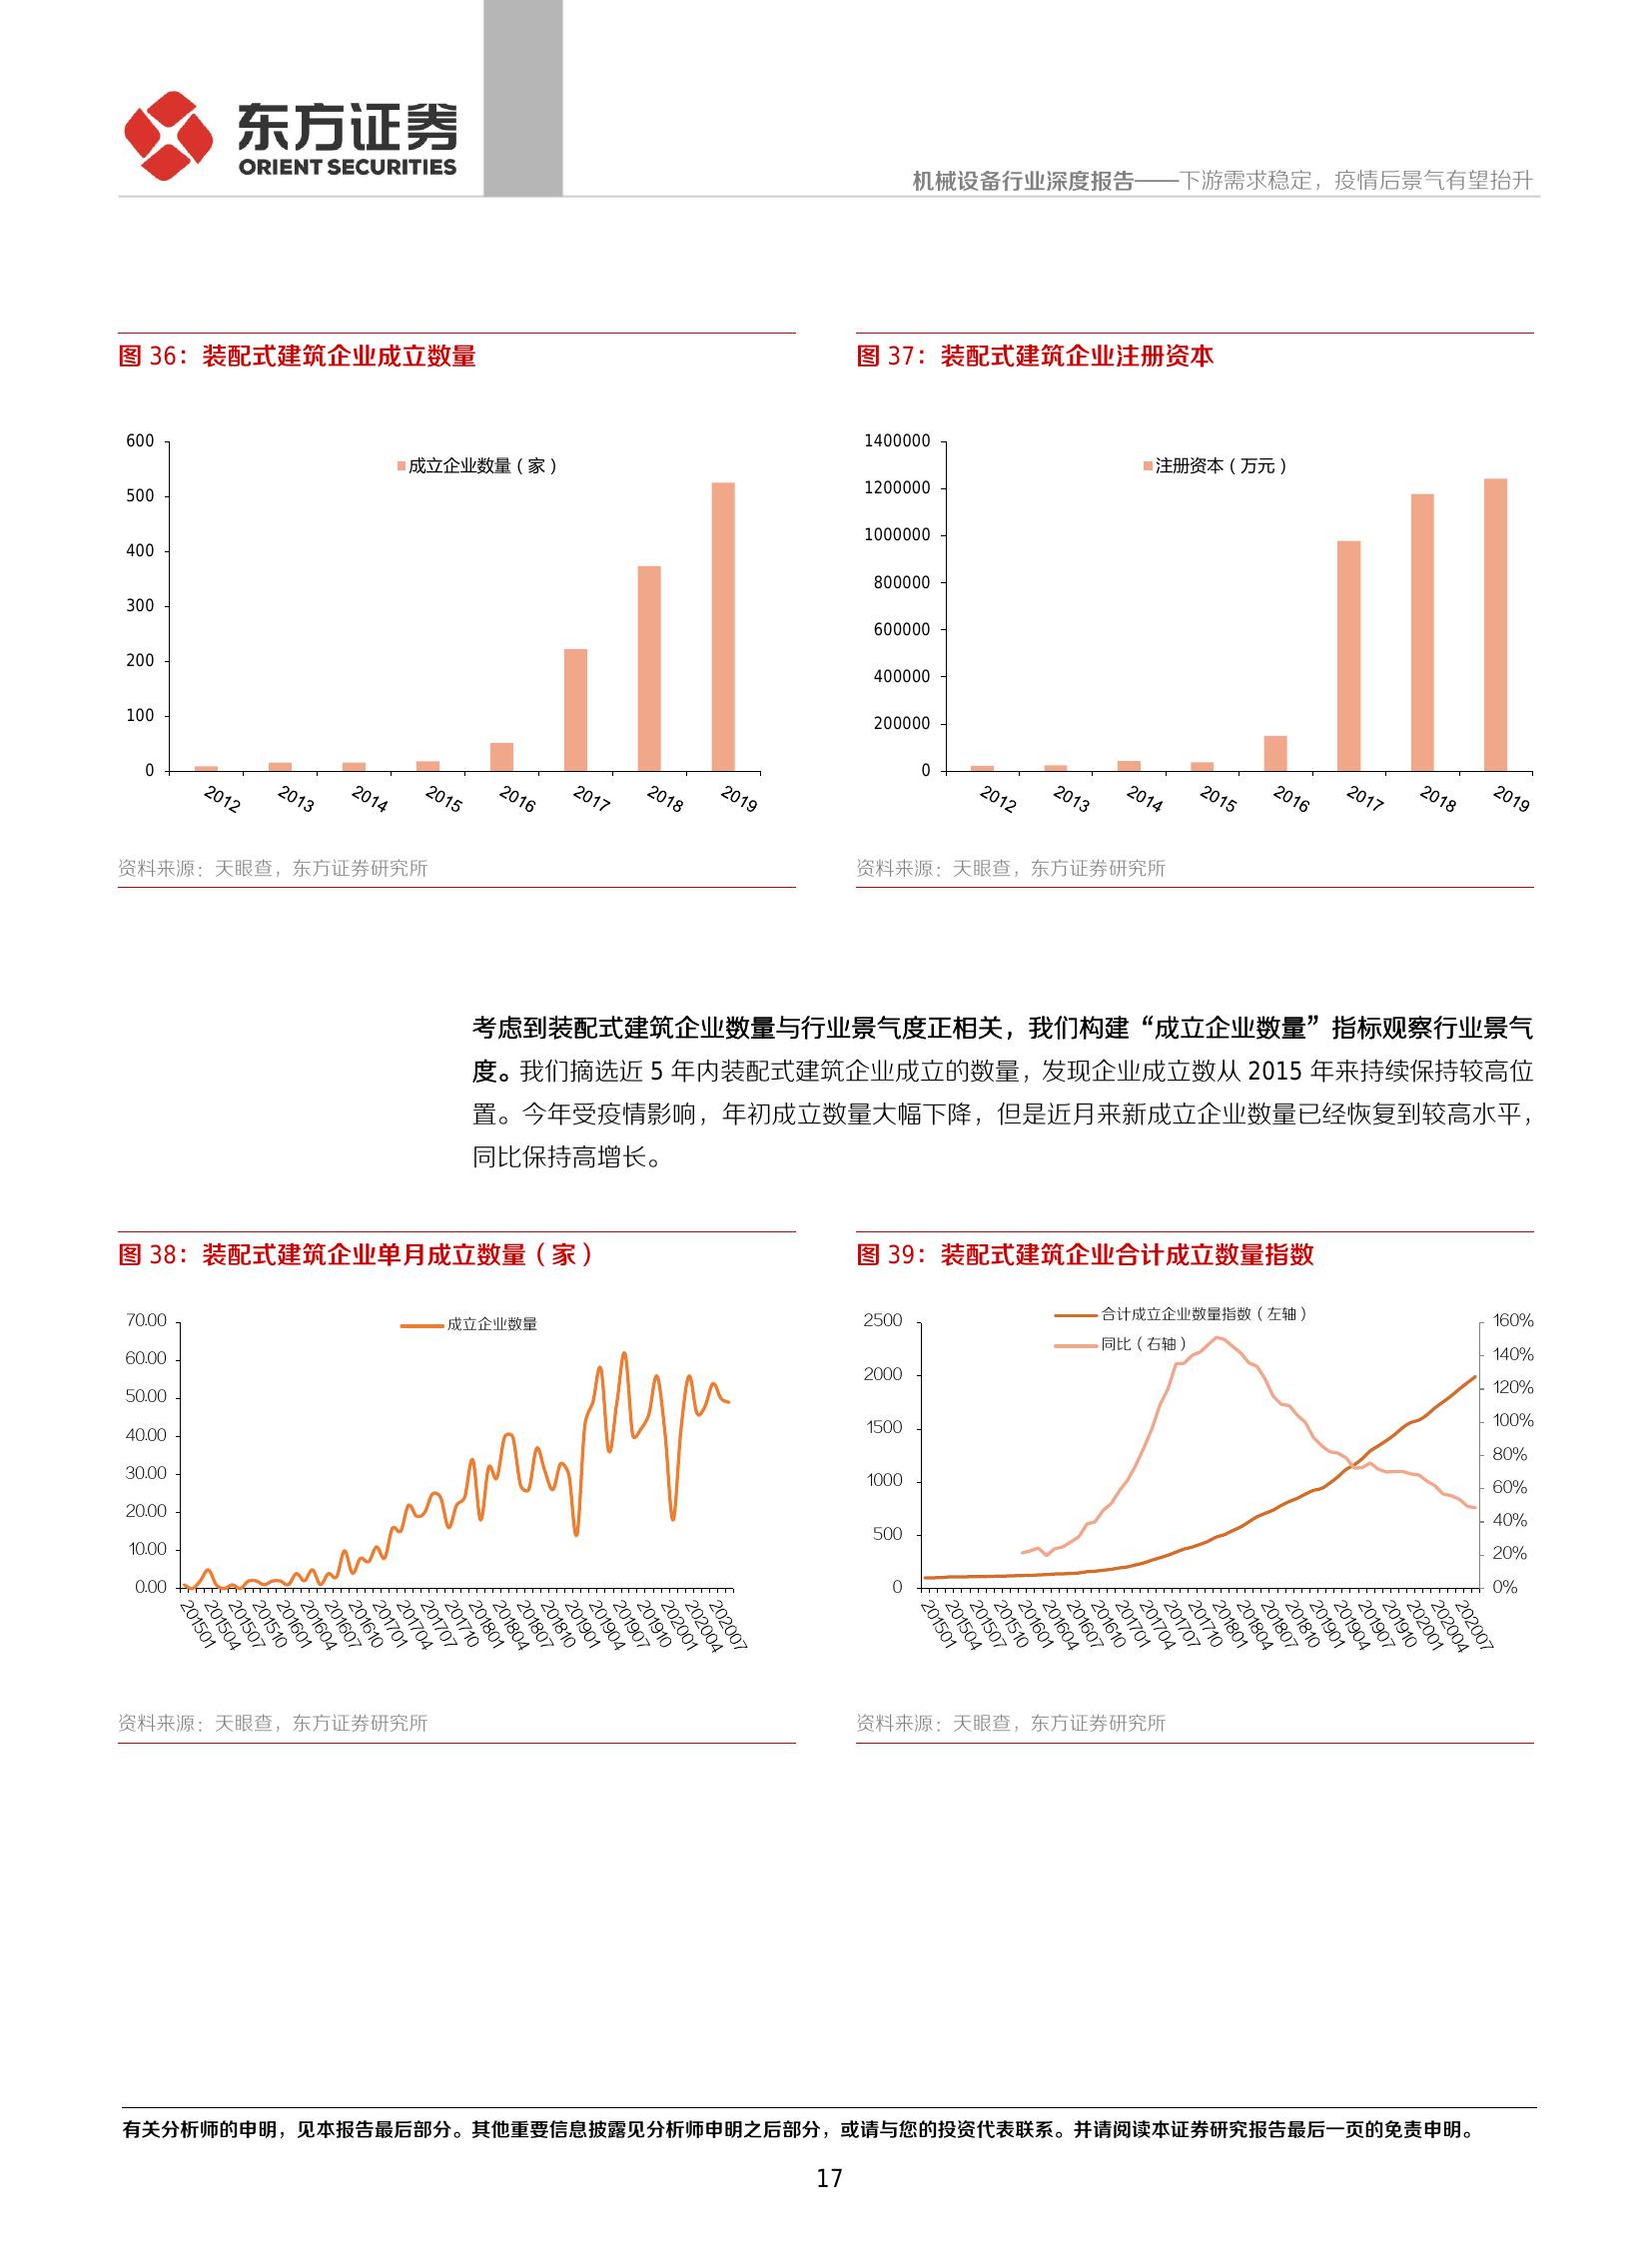 东方证券
ORIENT SECURITIES
机械设备行业深度报告——下游需求稳定，疫情后景气有望抬升
图 36：装配式建筑企业成立数量
600
500
400
300
200
100
0
成立企业数量（家）
2012 2013 2014 2015 2016 2017 2018 2019
资料来源：天眼查，东方证券研究所
图 37：装配式建筑企业注册资本
1400000
1200000
1000000
800000
600000
400000
200000
0
注册资本（万元）
2012 2013 2014 2015 2016 2017 2018 2019
资料来源：天眼查，东方证券研究所
考虑到装配式建筑企业数量与行业景气度正相关，我们构建“成立企业数量”指标观察行业景气
度。我们摘选近 5 年内装配式建筑企业成立的数量，发现企业成立数从 2015 年来持续保持较高位
置。今年受疫情影响，年初成立数量大幅下降，但是近月来新成立企业数量已经恢复到较高水平，
同比保持高增长。
图 38：装配式建筑企业单月成立数量（家）
70.00
60.00
50.00
40.00
30.00
20.00
10.00
0.00
成立企业数量
201501 201504 201507 201510 201601 201604 201607 201610 201701 201704 201707 201710 201801 201804 201807 201810 201901 201904 201907 201910 202001 202004 202007
资料来源：天眼查，东方证券研究所
图 39：装配式建筑企业合计成立数量指数
2500
2000
1500
1000
500
0
合计成立企业数量指数（左轴）
同比（右轴）
160%
140%
120%
100%
80%
60%
40%
20%
0%
201501 201504 201507 201510 201601 201604 201607 201610 201701 201704 201707 201710 201801 201804 201807 201810 201901 201904 201907 201910 202001 202004 202007
资料来源：天眼查，东方证券研究所
有关分析师的申明，见本报告最后部分。其他重要信息披露见分析师申明之后部分，或请与您的投资代表联系。并请阅读本证券研究报告最后一页的免责申明。
17